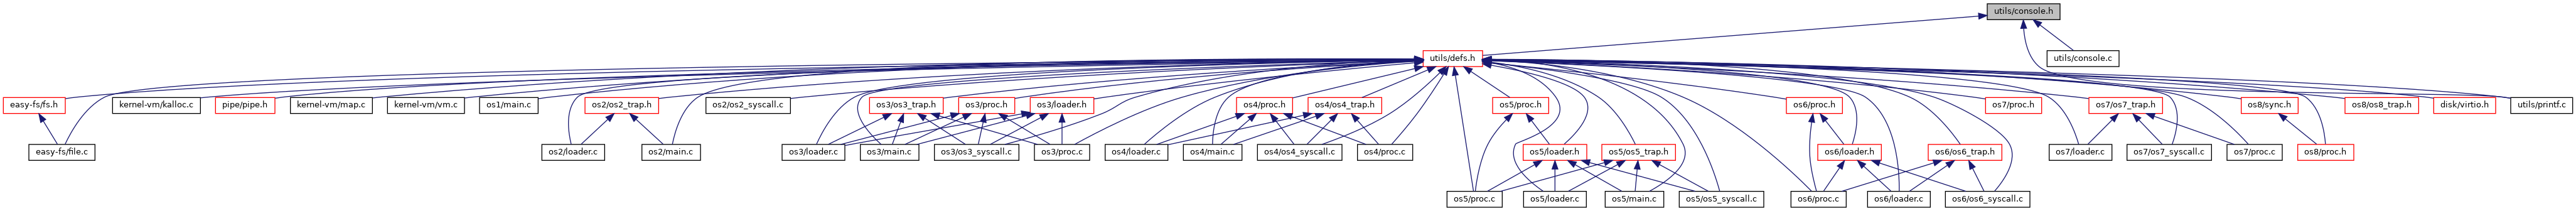 utils/console.h
utils/defs.h
utils/console.c
easy-fs/fs.h
kernel-vm/kalloc.c
pipe/pipe.h
kernel-vm/map.c
kernel-vm/vm.c
os1/main.c
os2/os2_trap.h
os2/os2_syscall.c
os3/os3_trap.h
os3/proc.h
os3/loader.h
os4/proc.h
os4/os4_trap.h
os5/proc.h
os6/proc.h
os7/proc.h
os7/os7_trap.h
os8/sync.h
os8/os8_trap.h
disk/virtio.h
utils/printf.c
easy-fs/file.c
os2/loader.c
os2/main.c
os3/loader.c
os3/main.c
os3/os3_syscall.c
os3/proc.c
os4/loader.c
os4/main.c
os4/os4_syscall.c
os4/proc.c
os5/loader.h
os5/os5_trap.h
os6/loader.h
os6/os6_trap.h
os7/loader.c
os7/os7_syscall.c
os7/proc.c
os8/proc.h
os5/proc.c
os5/loader.c
os5/main.c
os5/os5_syscall.c
os6/proc.c
os6/loader.c
os6/os6_syscall.c